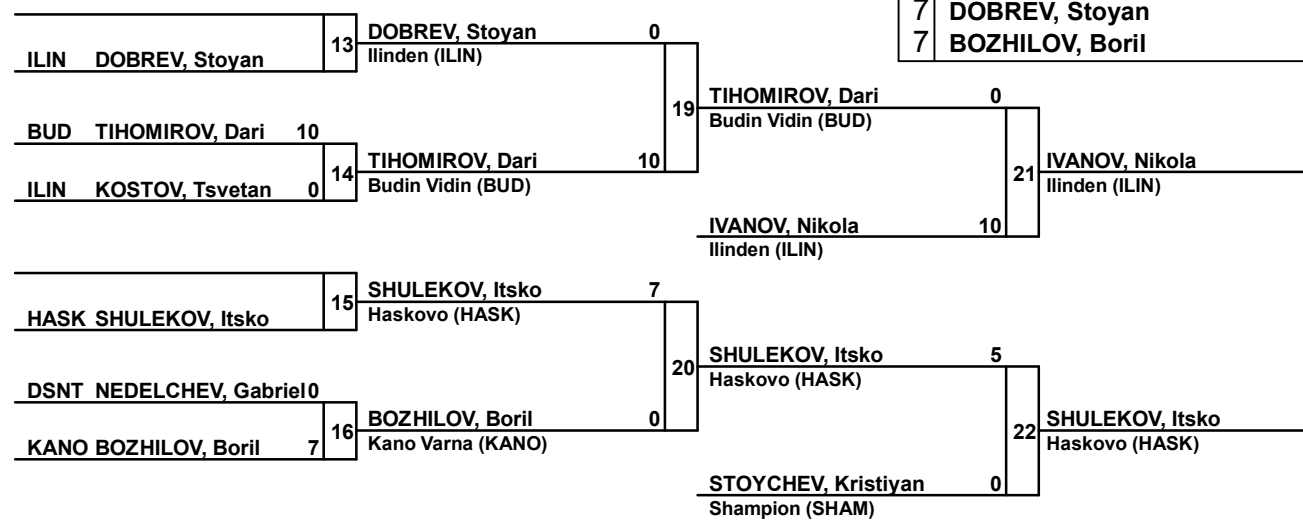 7 DOBREV, Stoyan
7 BOZHILOV, Boril
ILIN DOBREV, Stoyan
13
DOBREV, Stoyan 0
Ilinden (ILIN)
BUD TIHOMIROV, Dari 10
ILIN KOSTOV, Tsvetan 0
14
TIHOMIROV, Dari 10
Budin Vidin (BUD)
19
TIHOMIROV, Dari 0
Budin Vidin (BUD)
IVANOV, Nikola 10
Ilinden (ILIN)
21
IVANOV, Nikola
Ilinden (ILIN)
HASK SHULEKOV, Itsko
15
SHULEKOV, Itsko 7
Haskovo (HASK)
DSNT NEDELCHEV, Gabriel 0
KANO BOZHILOV, Boril 7
16
BOZHILOV, Boril 0
Kano Varna (KANO)
20
SHULEKOV, Itsko 5
Haskovo (HASK)
STOYCHEV, Kristiyan 0
Shampion (SHAM)
22
SHULEKOV, Itsko
Haskovo (HASK)